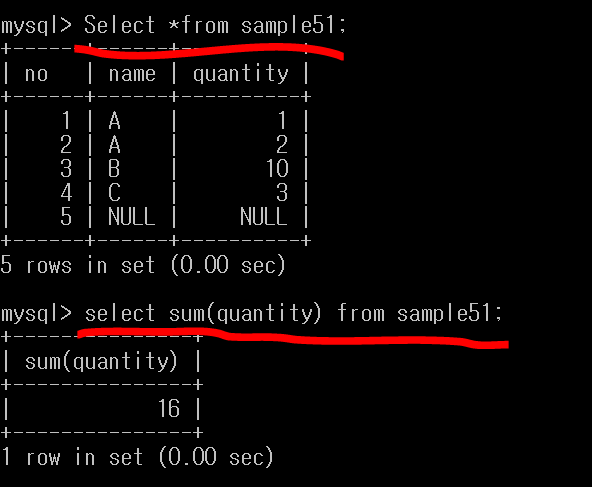 mysql> Select *from sample51;
+------+------+----------+
| no   | name | quantity |
+------+------+----------+
|    1 | A    |        1 |
|    2 | A    |        2 |
|    3 | B    |       10 |
|    4 | C    |        3 |
|    5 | NULL |     NULL |
+------+------+----------+
5 rows in set (0.00 sec)
mysql> select sum(quantity) from sample51;
+---------------+
| sum(quantity) |
+---------------+
|            16 |
+---------------+
1 row in set (0.00 sec)